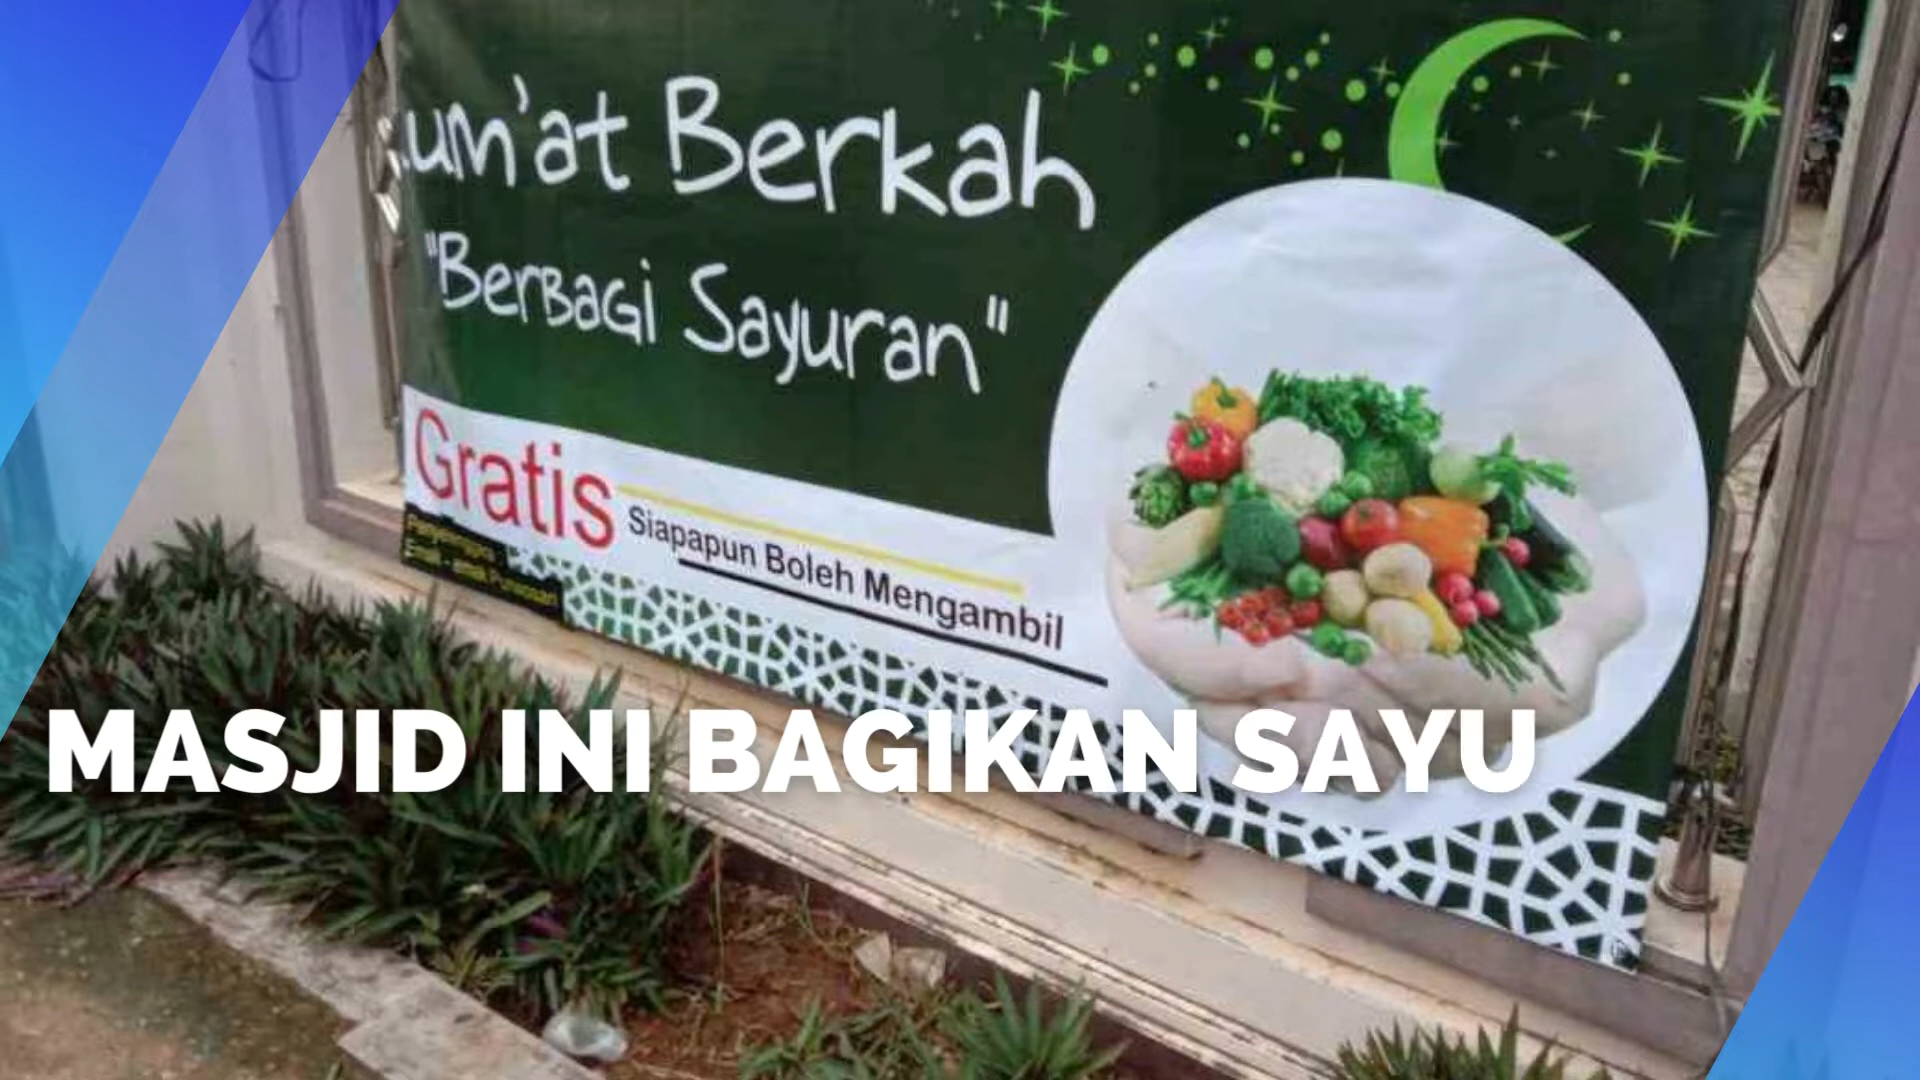 um'at Berkah
"Berbagi Sayuran"
Gratis
Siapapun Boleh Mengambil
MASJID INI BAGIKAN SAYU